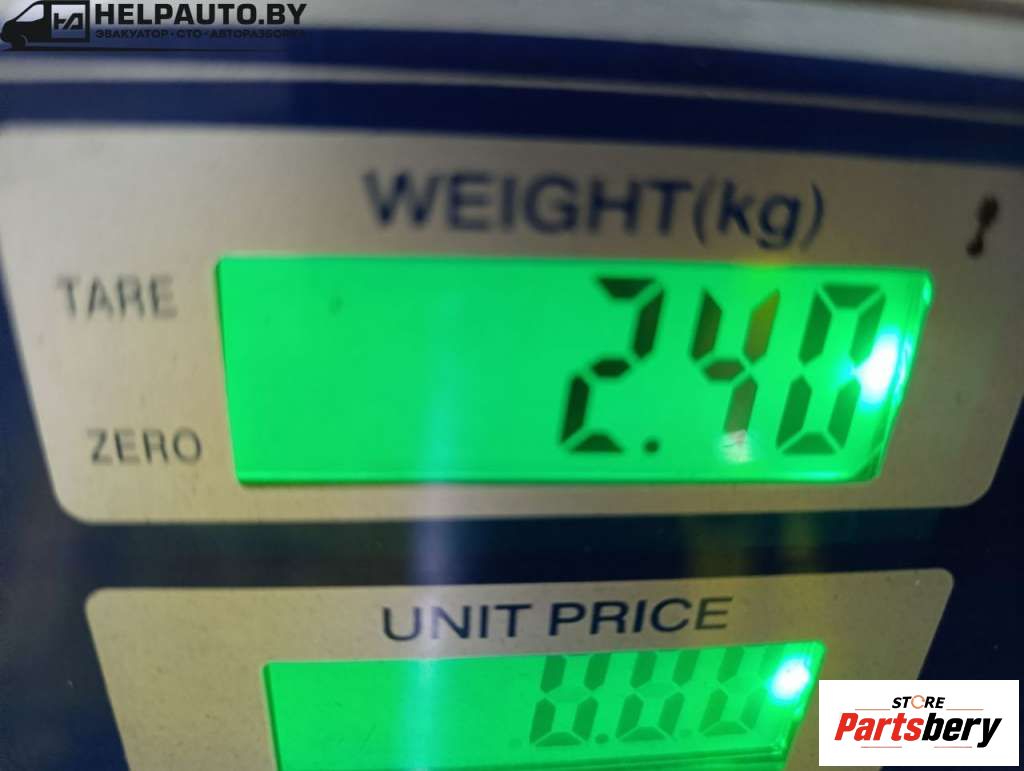 HELPAUTO.BY
ЭВАКУАТОР • СТО • АВТОРАЗБОРКА
WEIGHT(kg)
TARE
2.40
ZERO
UNIT PRICE
0.00
STORE
Partsbery